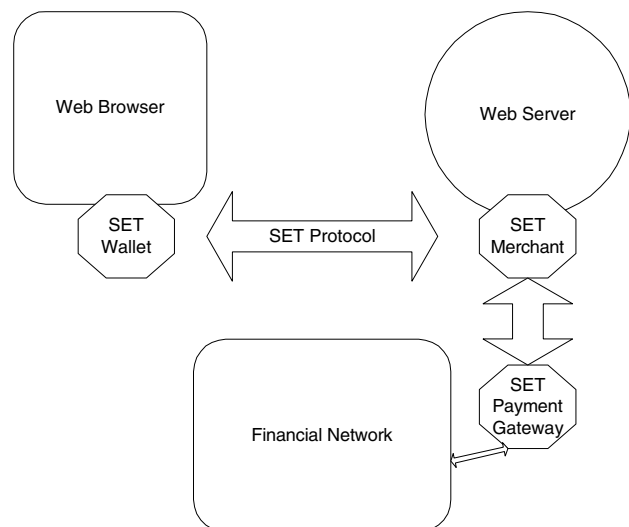 Web Browser
Web Server
SET
Wallet
SET Protocol
SET
Merchant
SET
Payment
Gateway
Financial Network